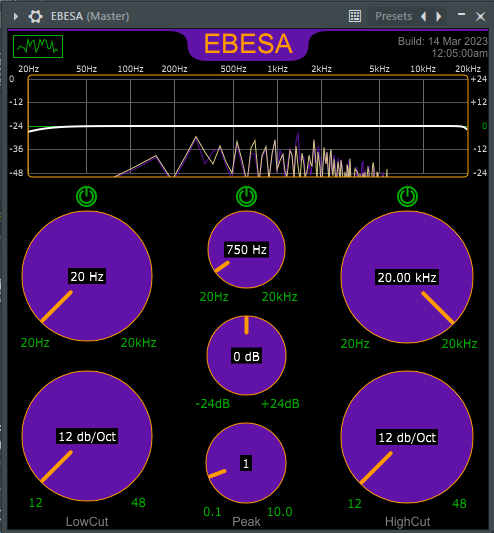 EBESA (Master)
Presets
EBESA
Build: 14 Mar 2023
12:05:00am
20Hz 50Hz 100Hz 200Hz 500Hz 1kHz 2kHz 5kHz 10kHz 20kHz
0 +24
-12 +12
-24 0
-36 -12
-48 -24
20 Hz
20Hz 20kHz
750 Hz
20Hz 20kHz
20.00 kHz
20Hz 20kHz
0 dB
-24dB +24dB
12 db/Oct
12 48
LowCut
1
0.1 10.0
Peak
12 db/Oct
12 48
HighCut